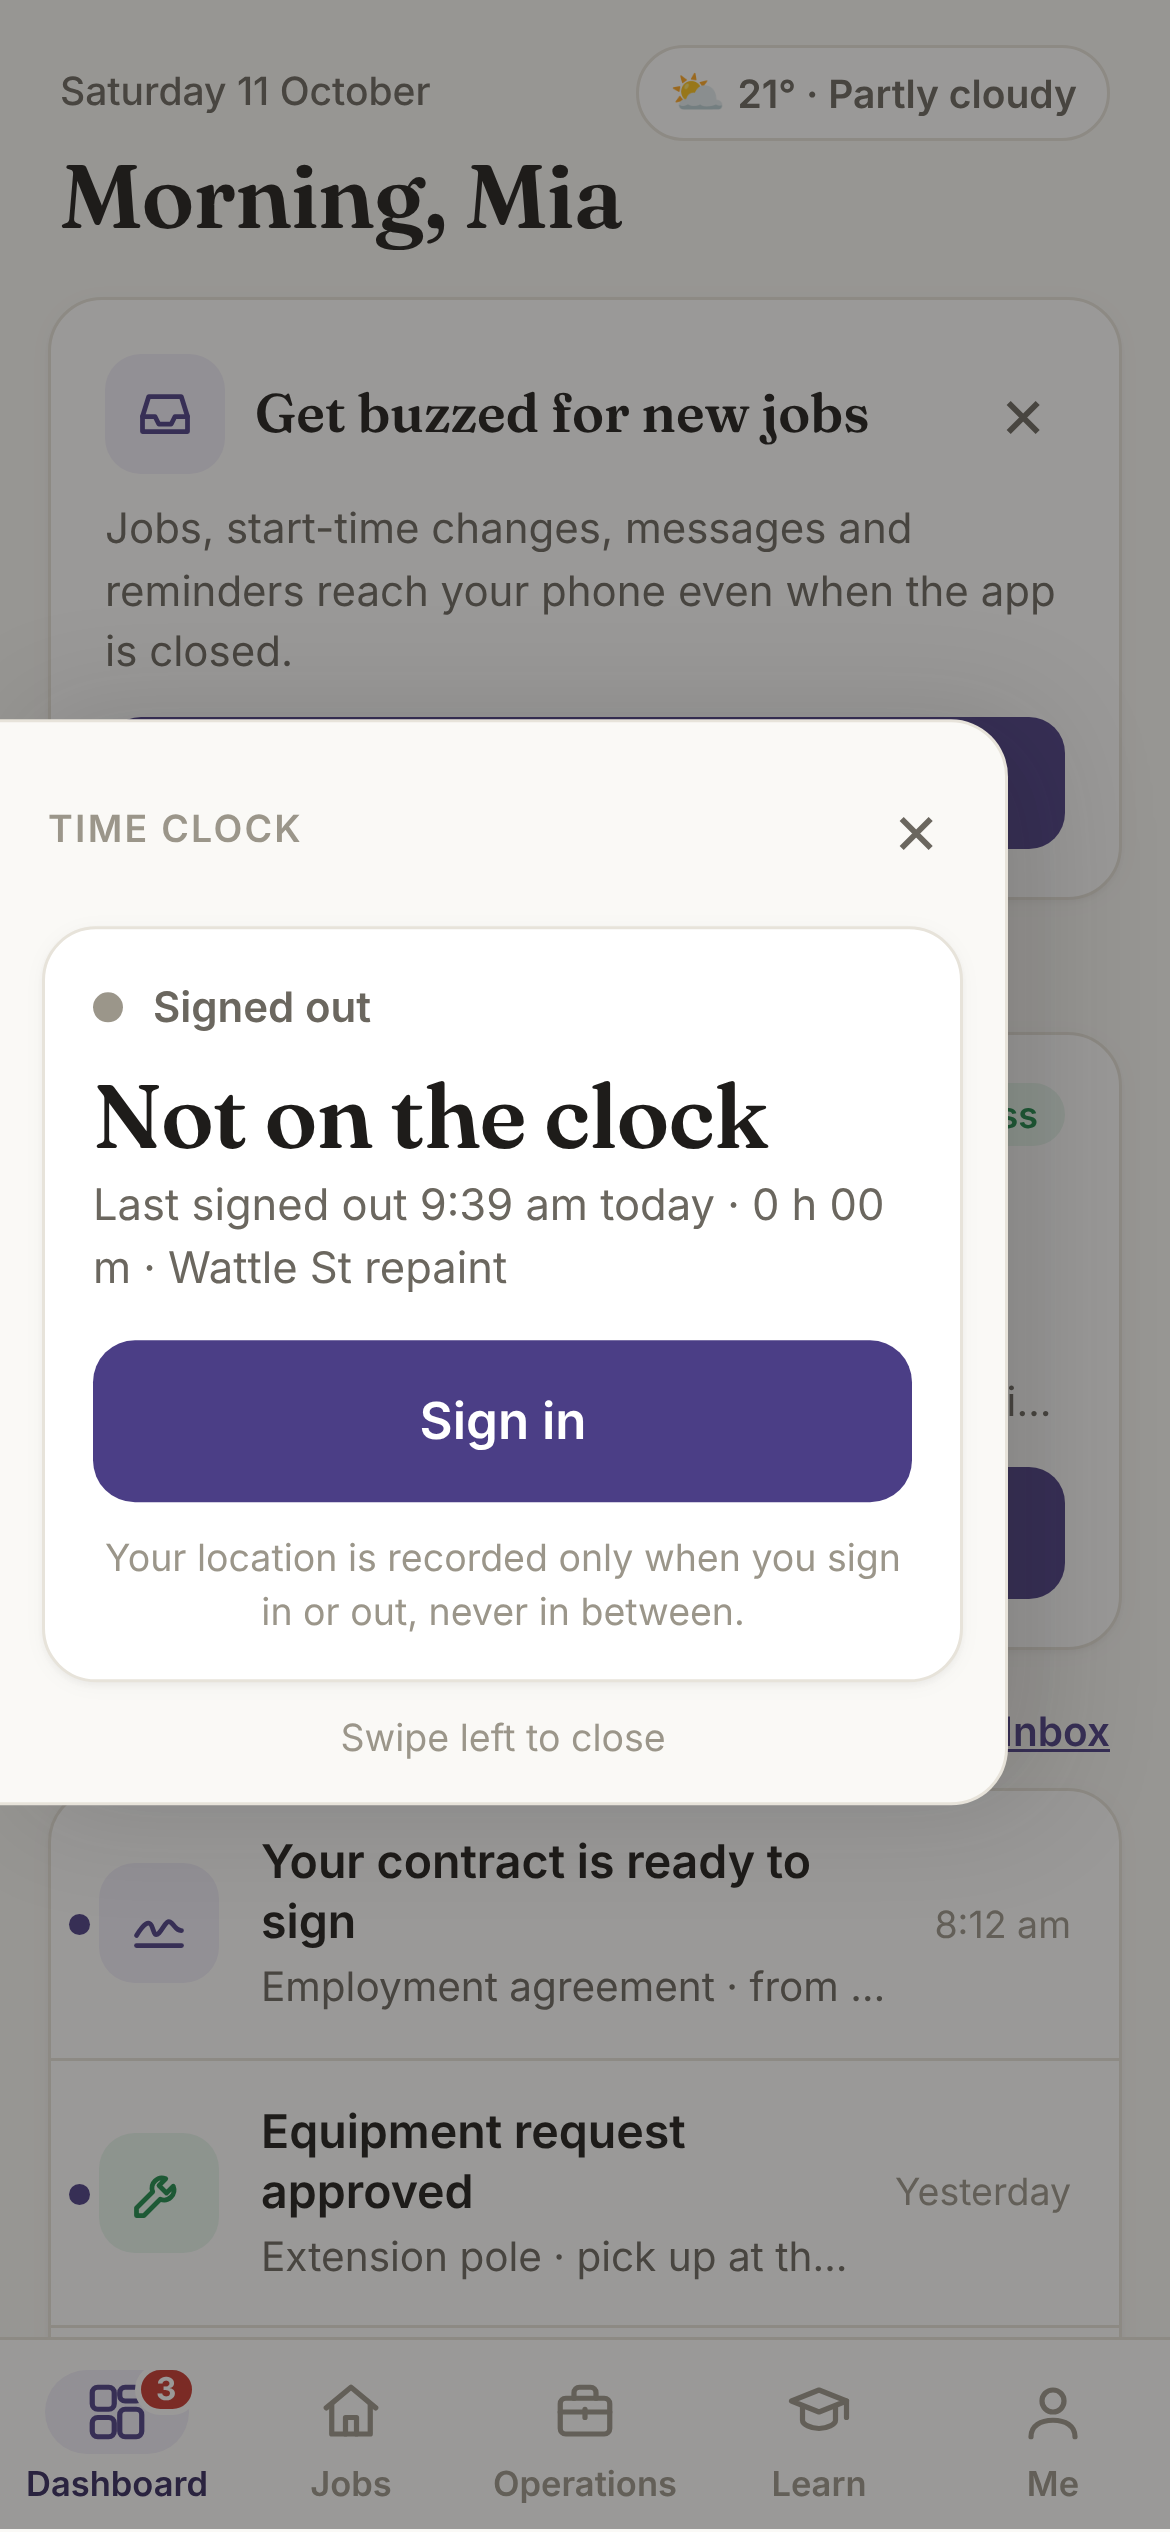 Saturday 11 October
21° · Partly cloudy
Morning, Mia
Get buzzed for new jobs
Jobs, start-time changes, messages and
reminders reach your phone even when the app
is closed.
TIME CLOCK
Signed out
Not on the clock
Last signed out 9:39 am today · 0 h 00
m · Wattle St repaint
Sign in
Your location is recorded only when you sign
in or out, never in between.
Swipe left to close
Inbox
Your contract is ready to
sign
8:12 am
Employment agreement · from ...
Equipment request
approved
Yesterday
Extension pole · pick up at th...
3
Dashboard
Jobs
Operations
Learn
Me